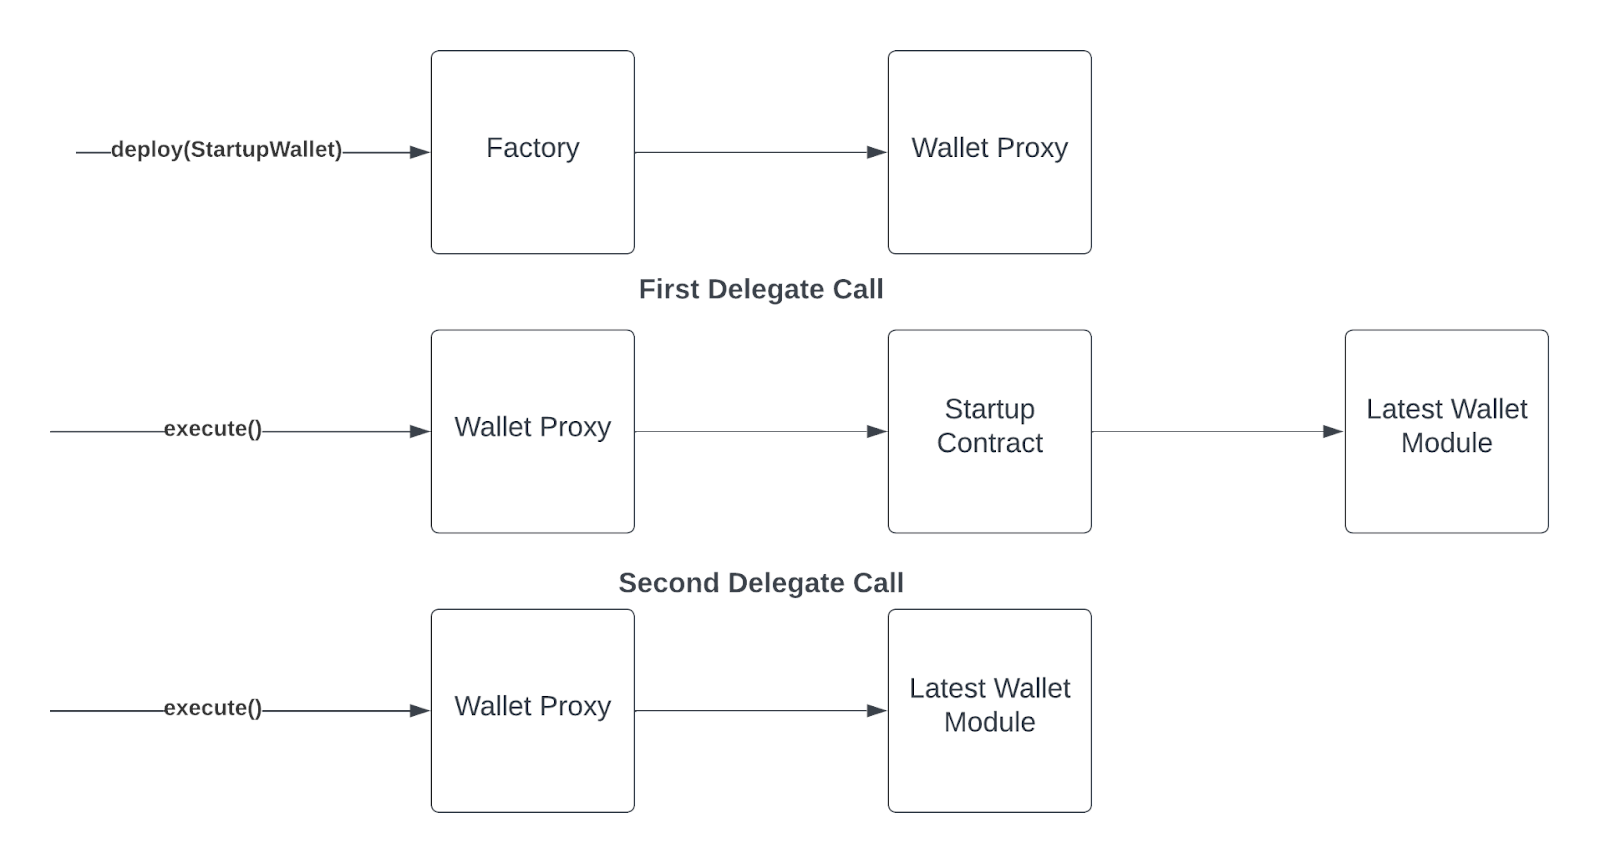 deploy(StartupWallet)
Factory
Wallet Proxy
First Delegate Call
execute()
Wallet Proxy
Startup
Contract
Latest Wallet
Module
Second Delegate Call
execute()
Wallet Proxy
Latest Wallet
Module